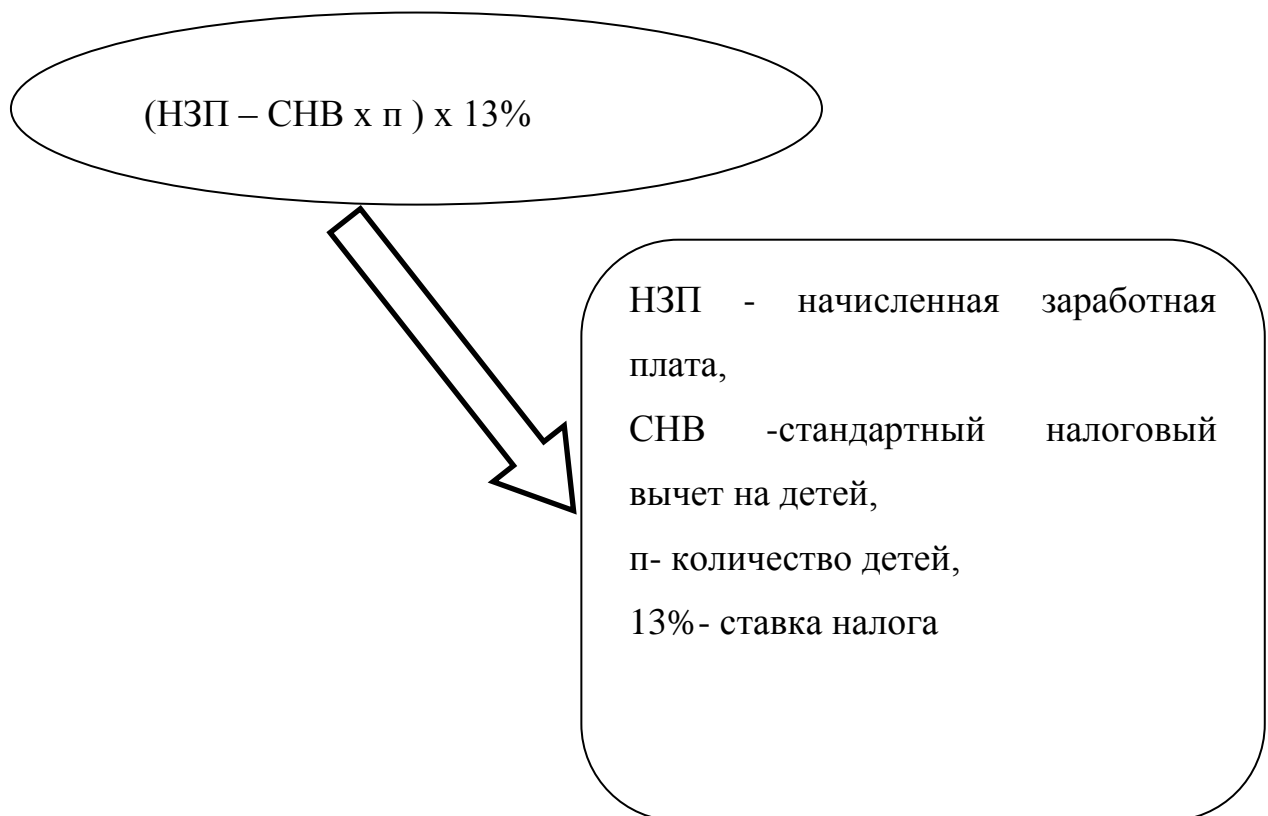 (НЗП – СНВ х п ) х 13%
НЗП - начисленная заработная
плата,
СНВ -стандартный налоговый
вычет на детей,
п- количество детей,
13%- ставка налога